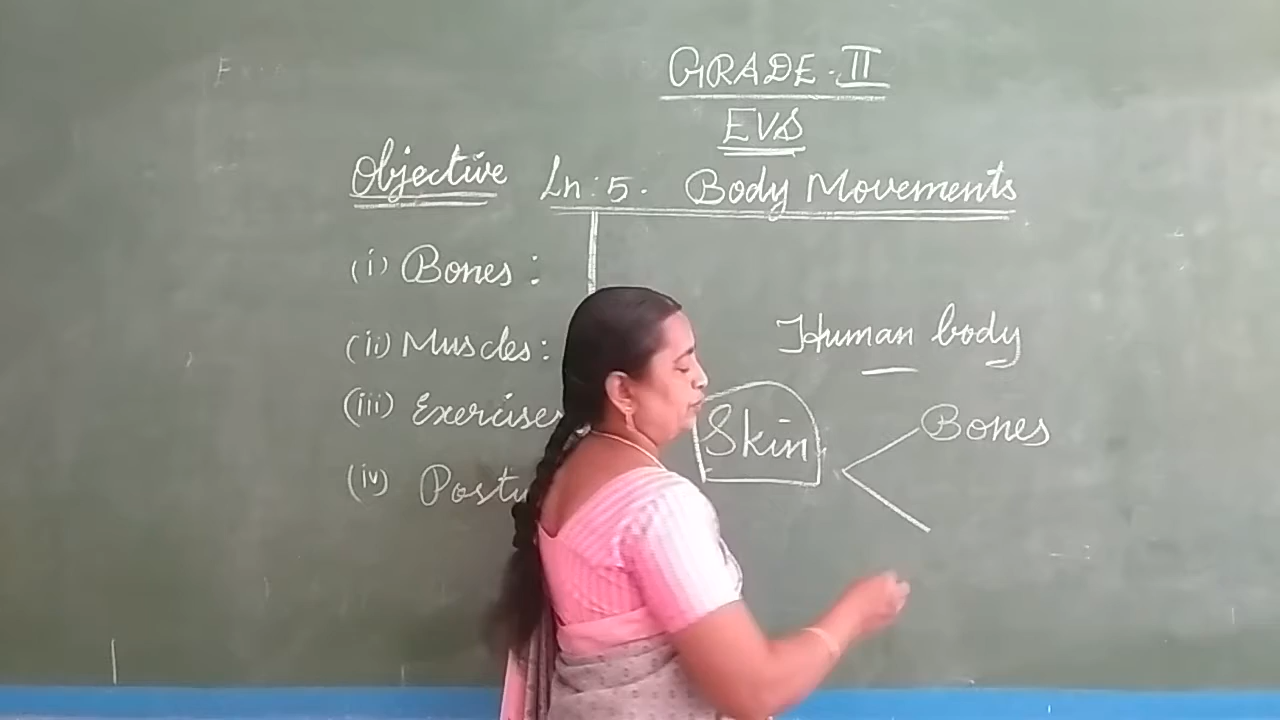 GRADE-II
EVS
Objective Ln:5. Body Movements
(i) Bones:
(ii) Muscles:
(iii) Exercises
(iv)
Human body
Skin
Bones